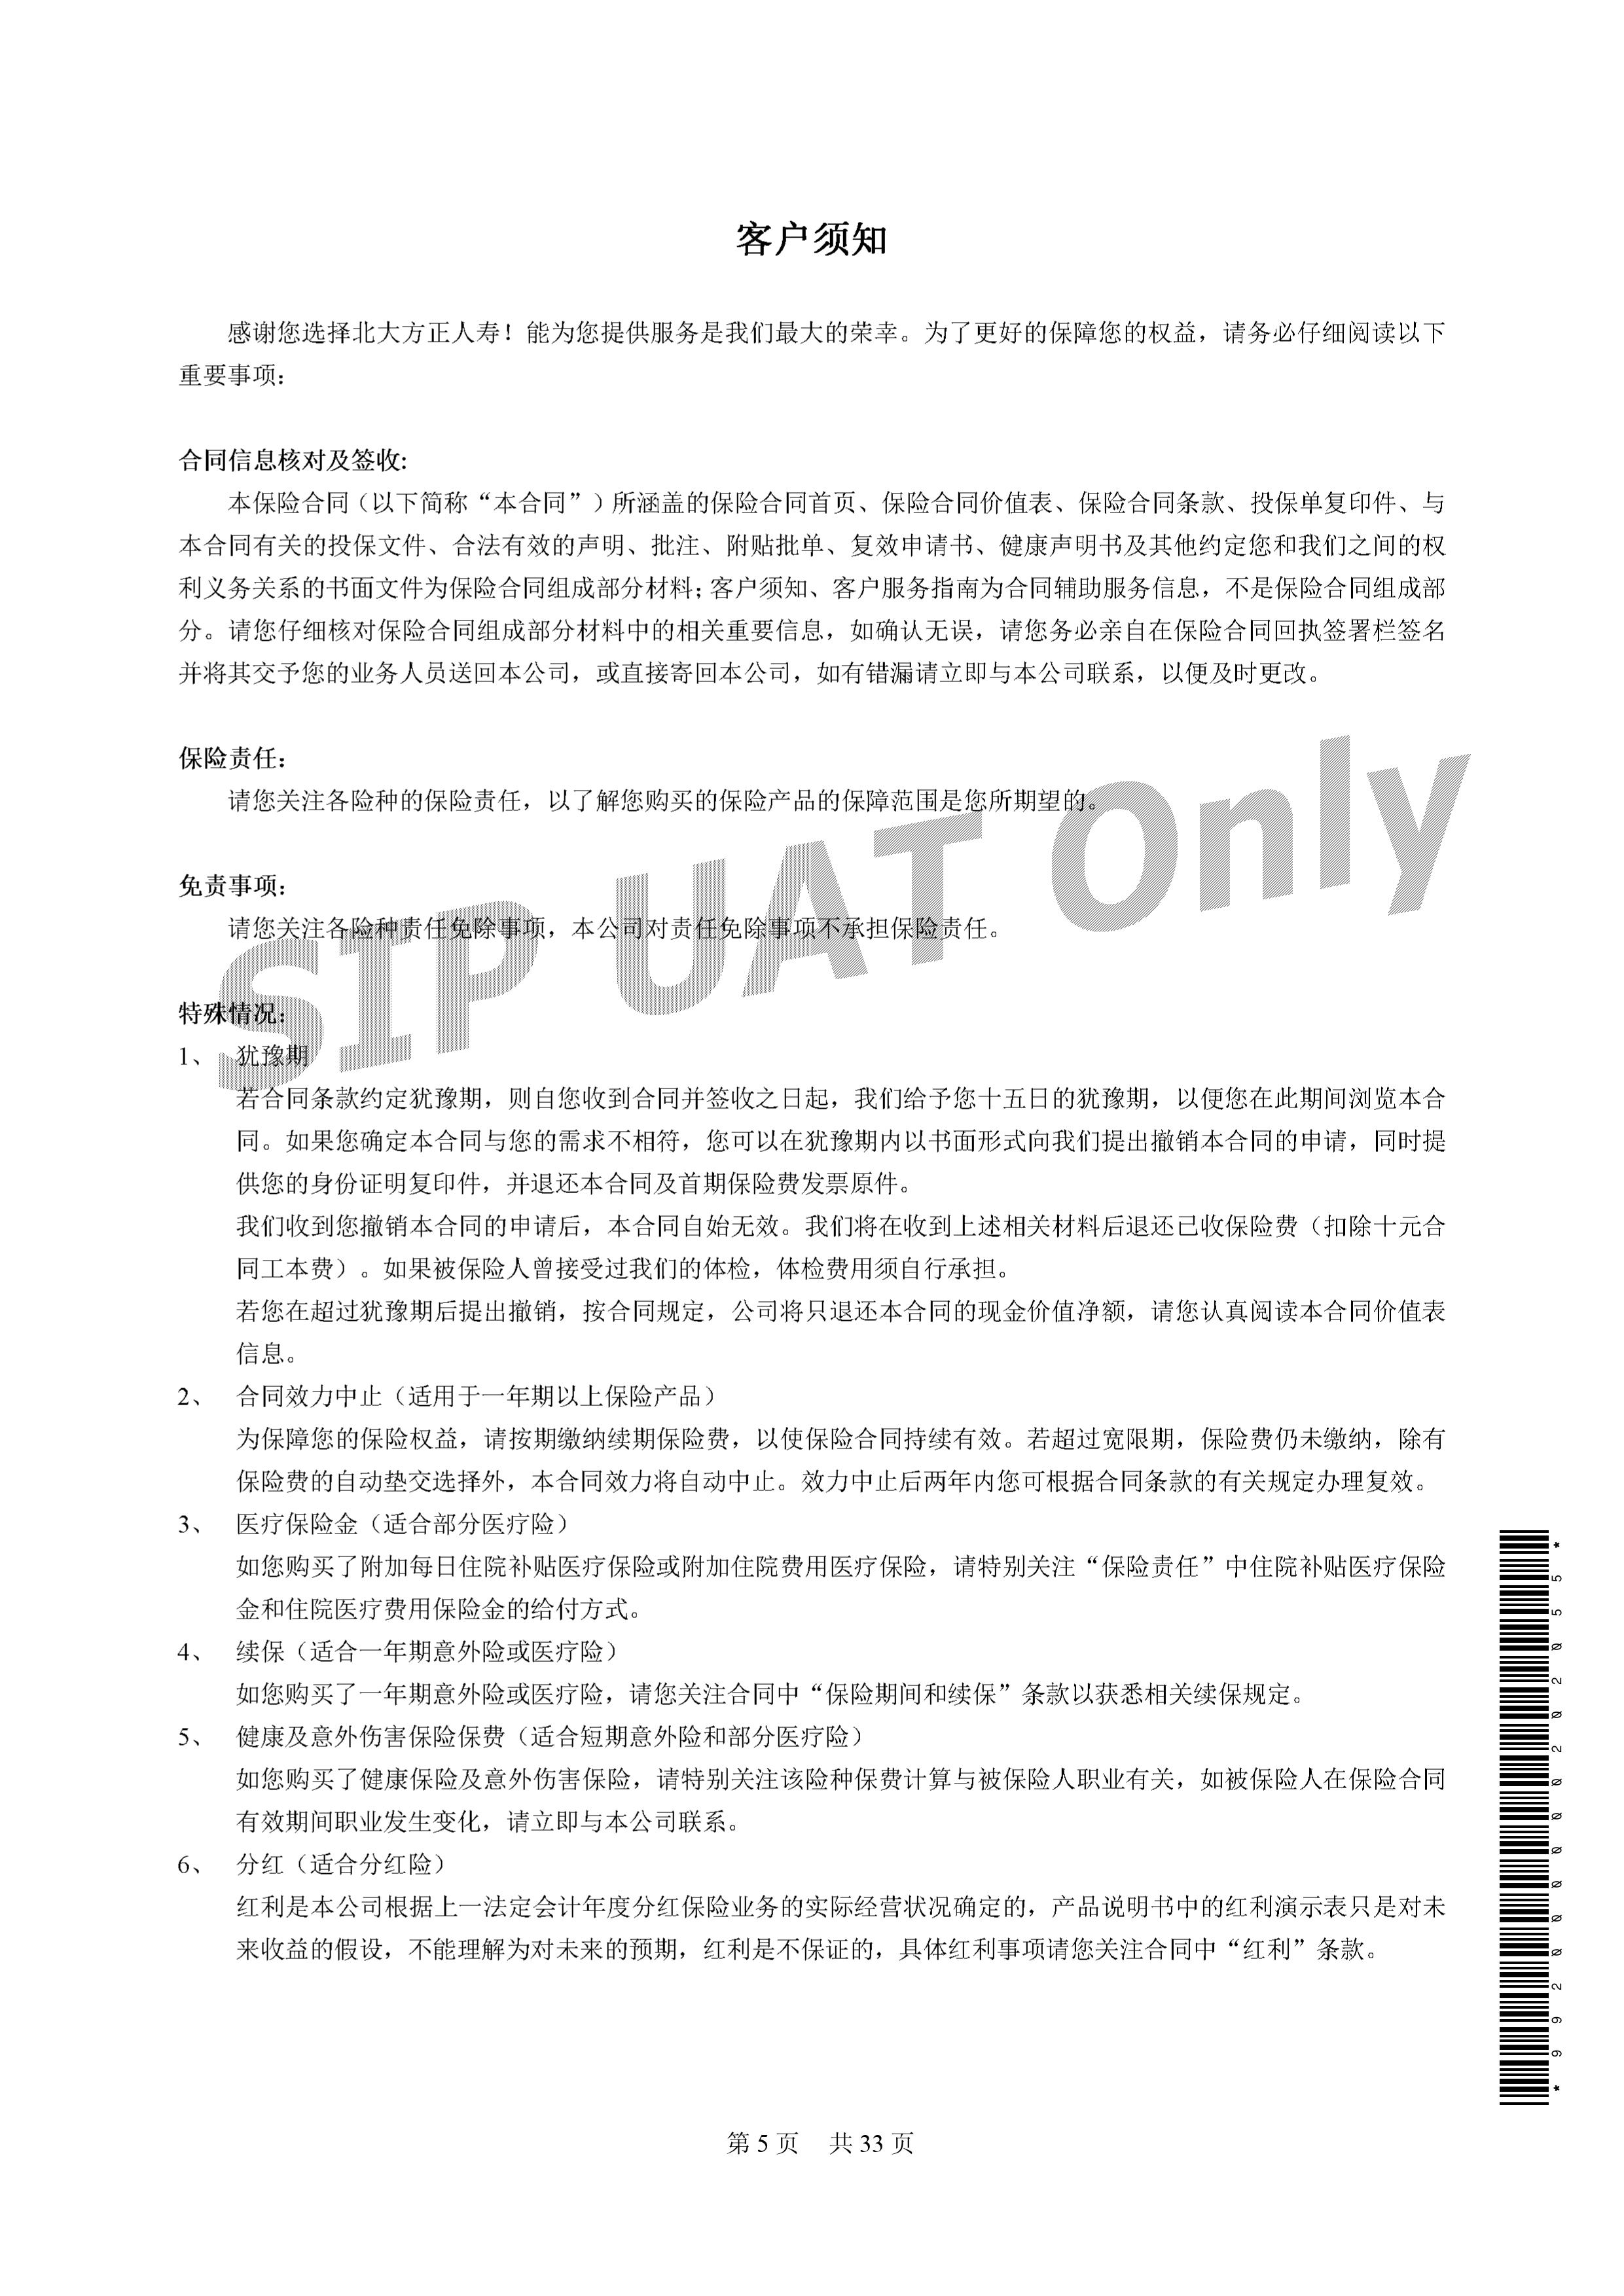 客户须知
感谢您选择北大方正人寿！能为您提供服务是我们最大的荣幸。为了更好的保障您的权益，请务必仔细阅读以下
重要事项：
合同信息核对及签收：
本保险合同（以下简称“本合同”）所涵盖的保险合同首页、保险合同价值表、保险合同条款、投保单复印件、与
本合同有关的投保文件、合法有效的声明、批注、附贴批单、复效申请书、健康声明书及其他约定您和我们之间的权
利义务关系的书面文件为保险合同组成部分材料；客户须知、客户服务指南为合同辅助服务信息，不是保险合同组成部
分。请您仔细核对保险合同组成部分材料中的相关重要信息，如确认无误，请您务必亲自在保险合同回执签署栏签名
并将其交予您的业务人员送回本公司，或直接寄回本公司，如有错漏请立即与本公司联系，以便及时更改。
保险责任：
请您关注各险种的保险责任，以了解您购买的保险产品的保障范围是您所期望的。
免责事项：
请您关注各险种责任免除事项，本公司对责任免除事项不承担保险责任。
SIP UAT Only
特殊情况：
1、 犹豫期
若合同条款约定犹豫期，则自您收到合同并签收之日起，我们给予您十五日的犹豫期，以便您在此期间浏览本合
同。如果您确定本合同与您的需求不相符，您可以在犹豫期内以书面形式向我们提出撤销本合同的申请，同时提
供您的身份证明复印件，并退还本合同及首期保险费发票原件。
我们收到您撤销本合同的申请后，本合同自始无效。我们将在收到上述相关材料后退还已收保险费（扣除十元合
同工本费）。如果被保险人曾接受过我们的体检，体检费用须自行承担。
若您在超过犹豫期后提出撤销，按合同规定，公司将只退还本合同的现金价值净额，请您认真阅读本合同价值表
信息。
2、 合同效力中止（适用于一年期以上保险产品）
为保障您的保险权益，请按期缴纳续期保险费，以使保险合同持续有效。若超过宽限期，保险费仍未缴纳，除有
保险费的自动垫交选择外，本合同效力将自动中止。效力中止后两年内您可根据合同条款的有关规定办理复效。
3、 医疗保险金（适合部分医疗险）
如您购买了附加每日住院补贴医疗保险或附加住院费用医疗保险，请特别关注“保险责任”中住院补贴医疗保险
金和住院医疗费用保险金的给付方式。
4、 续保（适合一年期意外险或医疗险）
如您购买了一年期意外险或医疗险，请您关注合同中“保险期间和续保”条款以获悉相关续保规定。
5、 健康及意外伤害保险保费（适合短期意外险和部分医疗险）
如您购买了健康保险及意外伤害保险，请特别关注该险种保费计算与被保险人职业有关，如被保险人在保险合同
有效期间职业发生变化，请立即与本公司联系。
6、 分红（适合分红险）
红利是本公司根据上一法定会计年度分红保险业务的实际经营状况确定的，产品说明书中的红利演示表只是对未
来收益的假设，不能理解为对未来的预期，红利是不保证的，具体红利事项请您关注合同中“红利”条款。
*992000000202055*
第 5 页 共 33 页